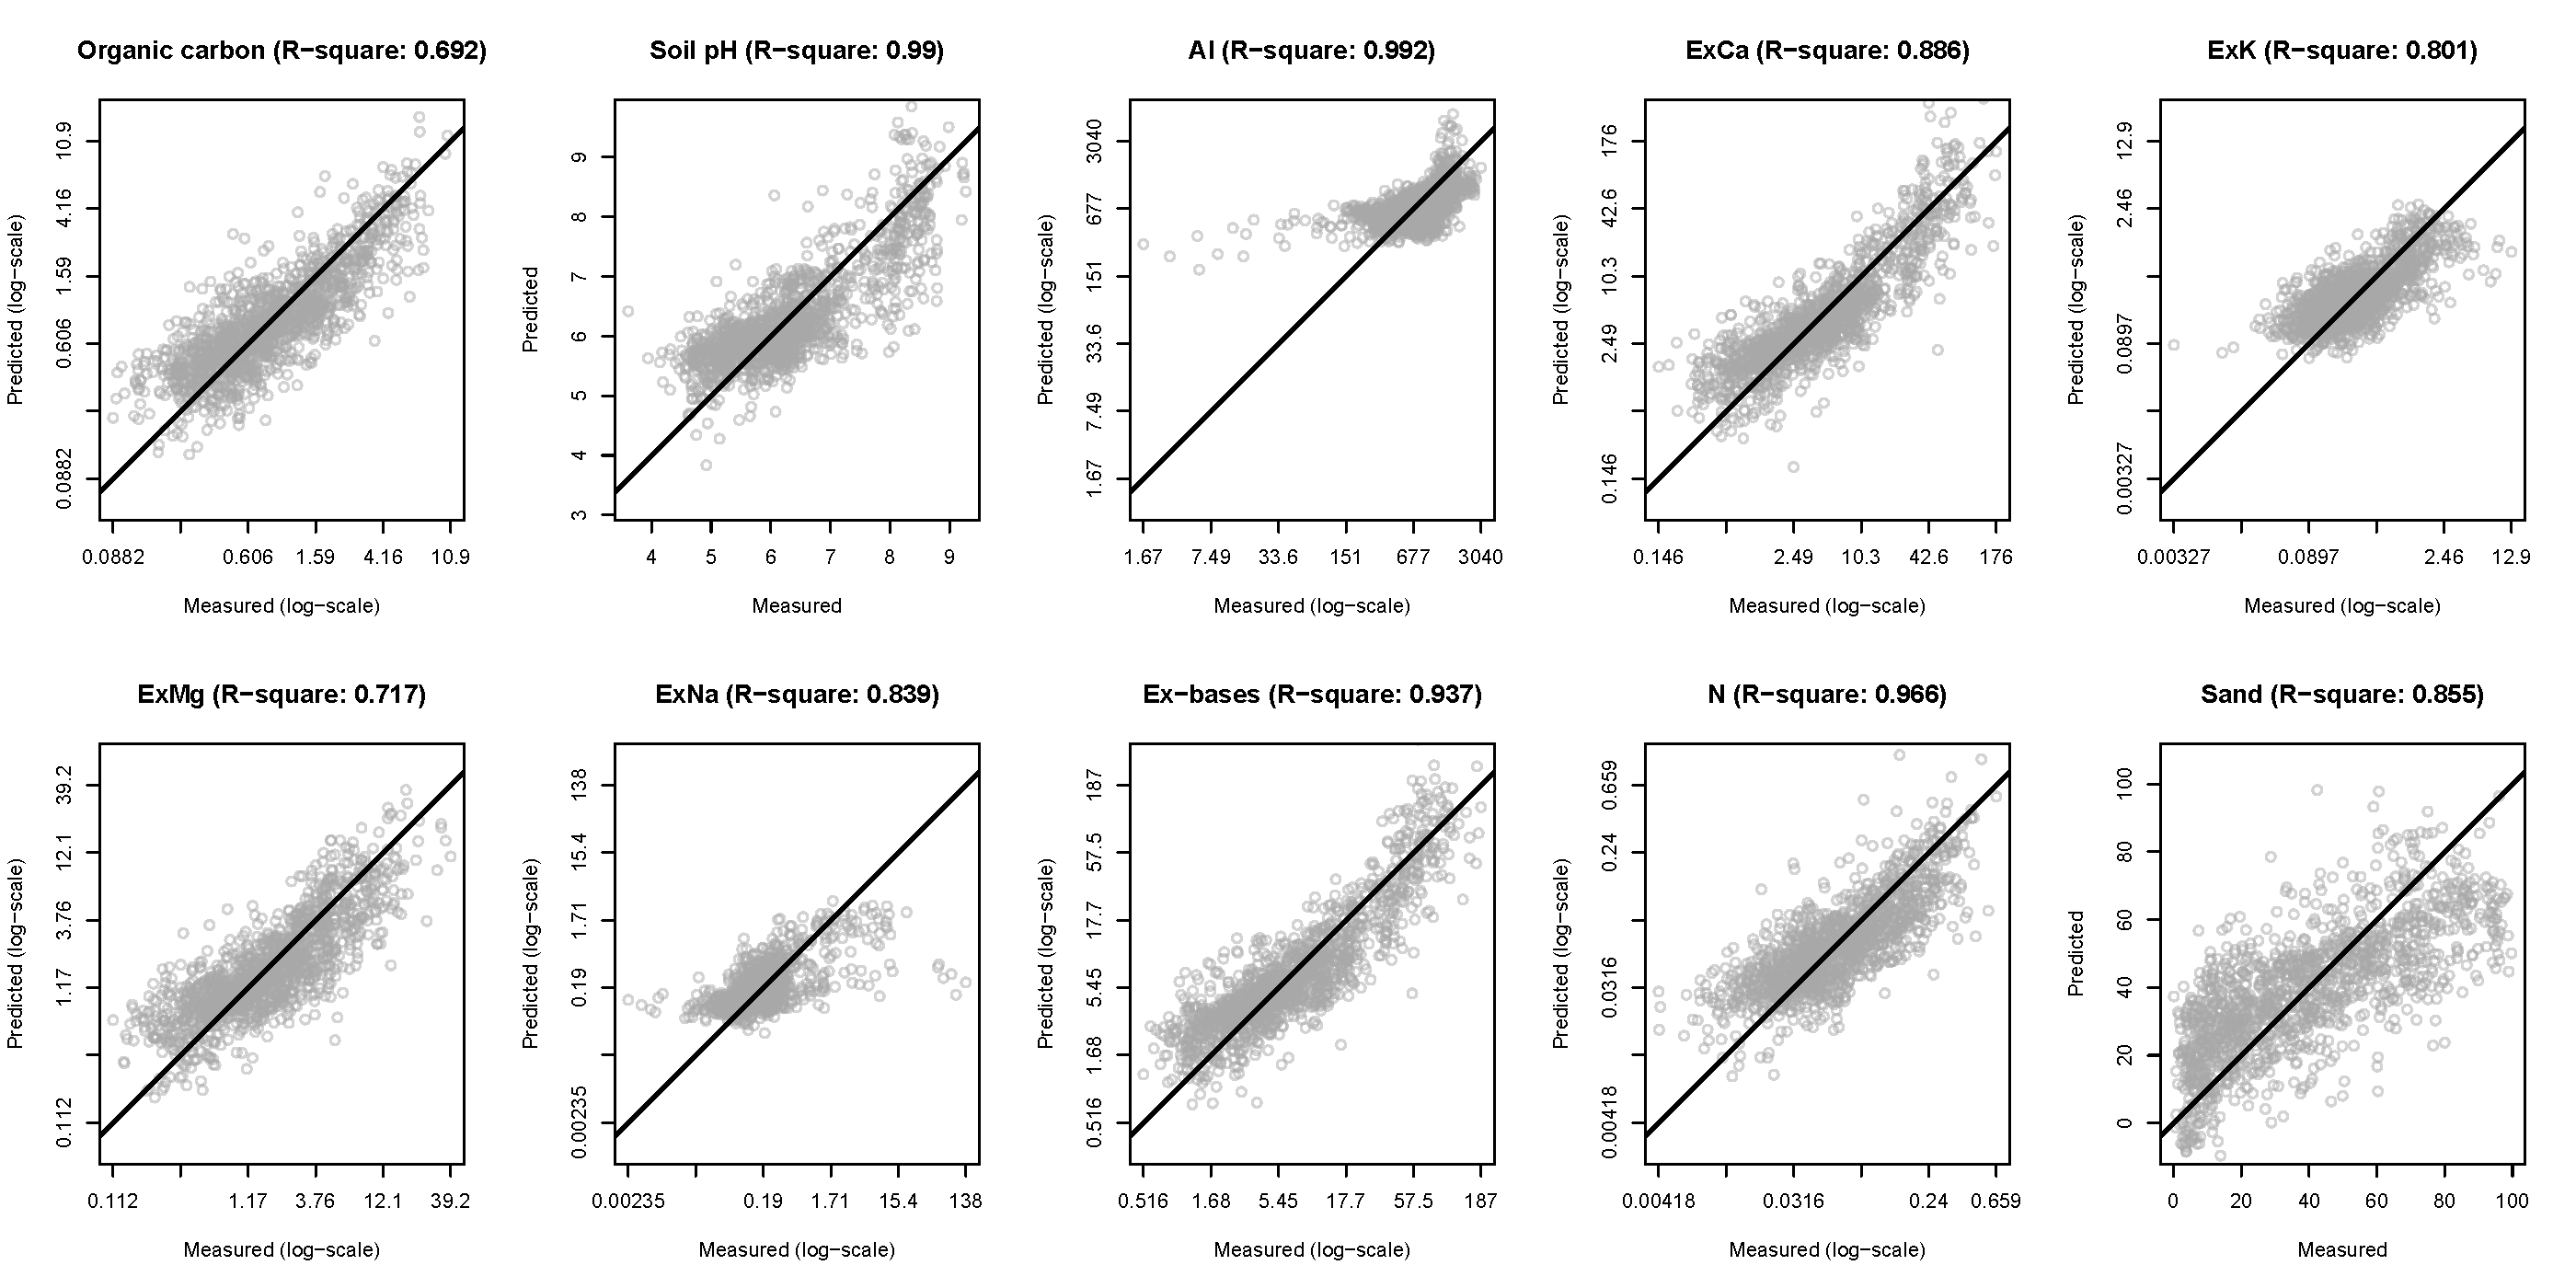 Organic carbon (R−square: 0.692)
Predicted (log−scale)
10.9
4.16
1.59
0.606
0.0882
0.0882 0.606 1.59 4.16 10.9
Measured (log−scale)
Soil pH (R−square: 0.99)
Predicted
9
8
7
6
5
4
3
4 5 6 7 8 9
Measured
Al (R−square: 0.992)
Predicted (log−scale)
3040
677
151
33.6
7.49
1.67
1.67 7.49 33.6 151 677 3040
Measured (log−scale)
ExCa (R−square: 0.886)
Predicted (log−scale)
176
42.6
10.3
2.49
0.146
0.146 2.49 10.3 42.6 176
Measured (log−scale)
ExK (R−square: 0.801)
Predicted (log−scale)
12.9
2.46
0.0897
0.00327
0.00327 0.0897 2.46 12.9
Measured (log−scale)
ExMg (R−square: 0.717)
Predicted (log−scale)
39.2
12.1
3.76
1.17
0.112
0.112 1.17 3.76 12.1 39.2
Measured (log−scale)
ExNa (R−square: 0.839)
Predicted (log−scale)
138
15.4
1.71
0.19
0.00235
0.00235 0.19 1.71 15.4 138
Measured (log−scale)
Ex−bases (R−square: 0.937)
Predicted (log−scale)
187
57.5
17.7
5.45
1.68
0.516
0.516 1.68 5.45 17.7 57.5 187
Measured (log−scale)
N (R−square: 0.966)
Predicted (log−scale)
0.659
0.24
0.0316
0.00418
0.00418 0.0316 0.24 0.659
Measured (log−scale)
Sand (R−square: 0.855)
Predicted
100
80
60
40
20
0
0 20 40 60 80 100
Measured